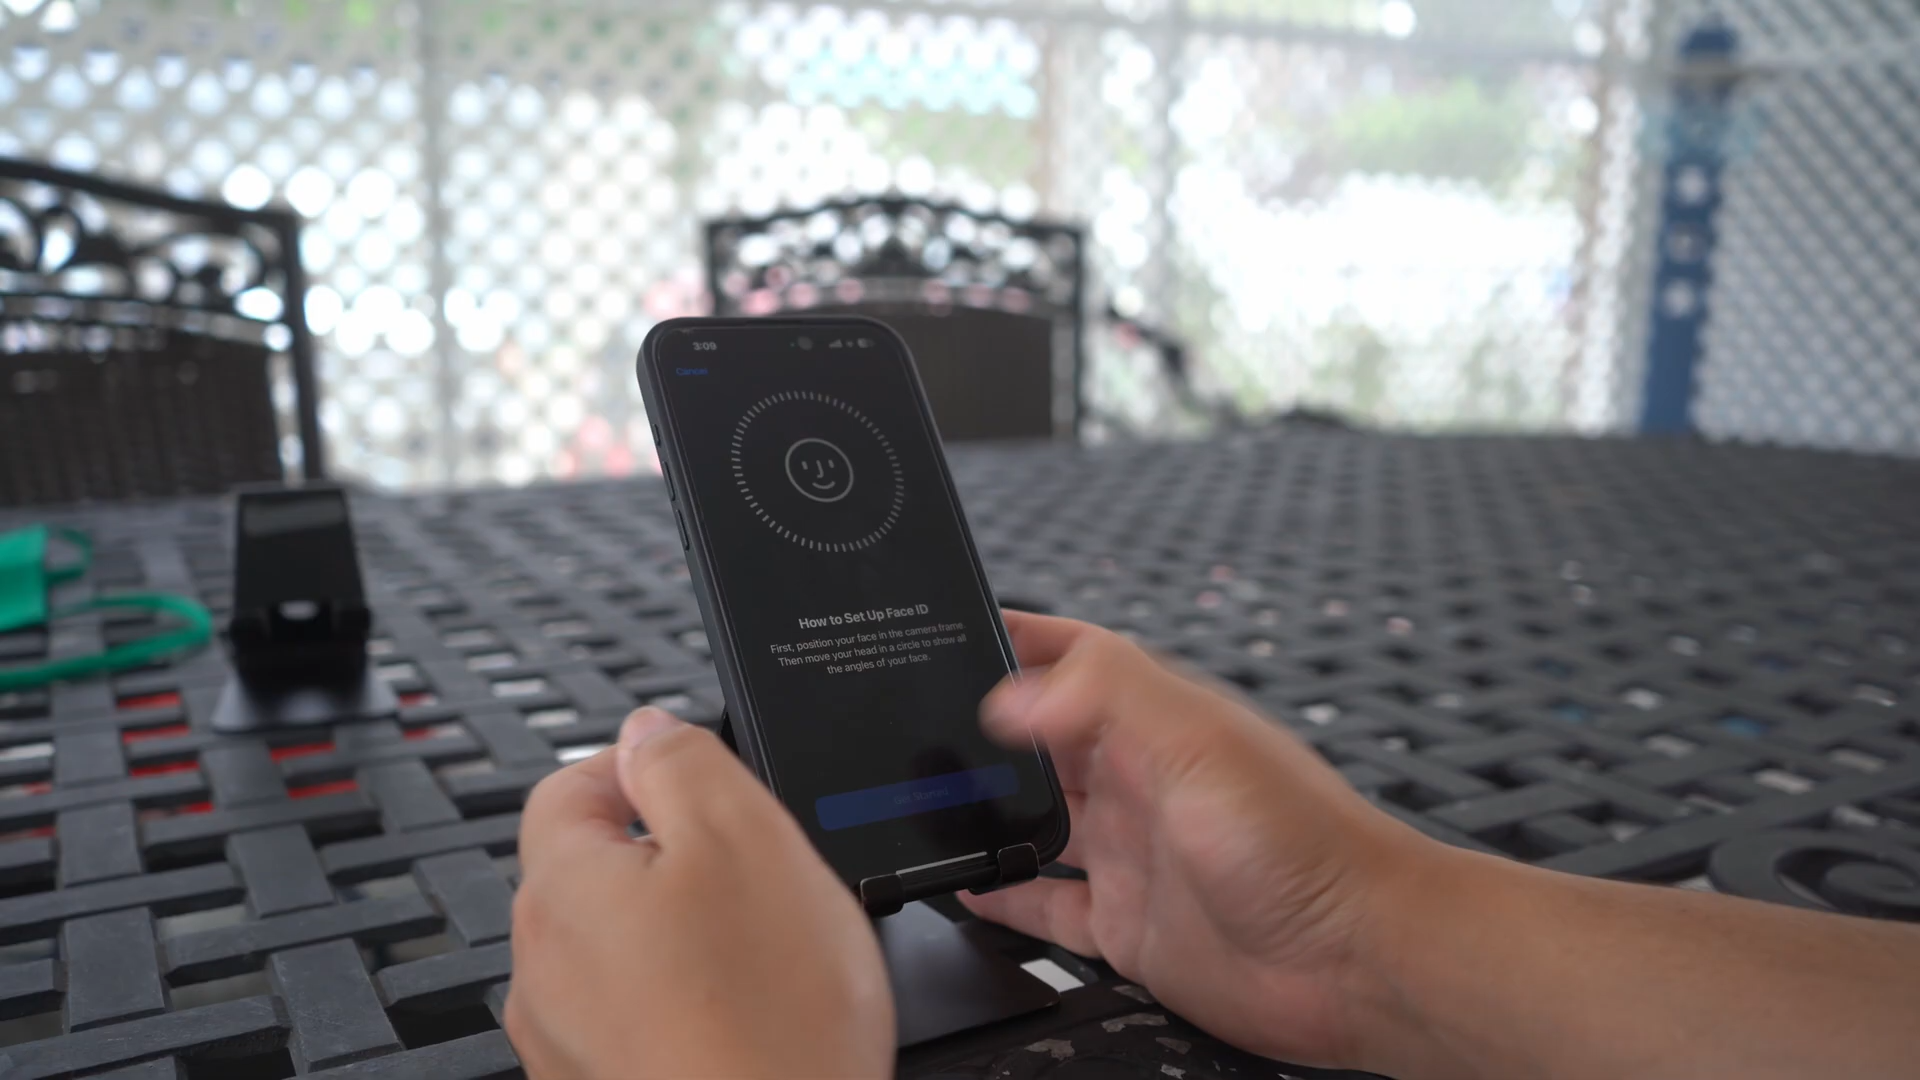 3:09
Cancel
How to Set Up Face ID
First, position your face in the camera frame.
Then move your head in a circle to show all
the angles of your face.
Get Started